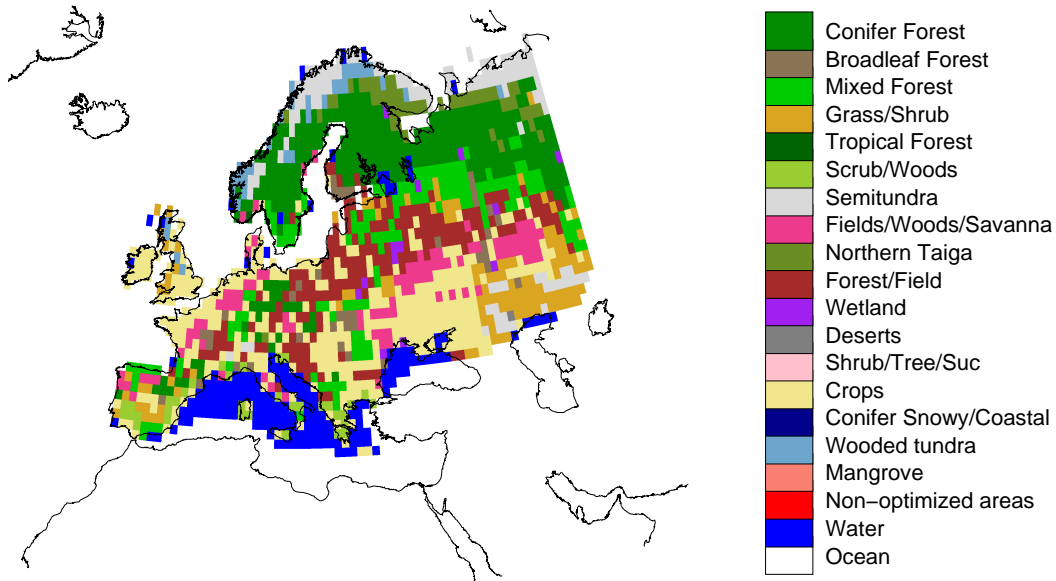 Conifer Forest
Broadleaf Forest
Mixed Forest
Grass/Shrub
Tropical Forest
Scrub/Woods
Semitundra
Fields/Woods/Savanna
Northern Taiga
Forest/Field
Wetland
Deserts
Shrub/Tree/Suc
Crops
Conifer Snowy/Coastal
Wooded tundra
Mangrove
Non−optimized areas
Water
Ocean